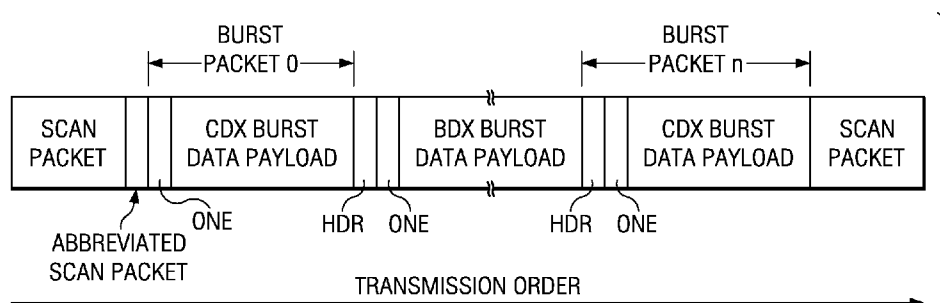 BURST
PACKET 0
BURST
PACKET n
SCAN
PACKET
CDX BURST
DATA PAYLOAD
BDX BURST
DATA PAYLOAD
CDX BURST
DATA PAYLOAD
SCAN
PACKET
ONE
HDR
ONE
HDR
ONE
ABBREVIATED
SCAN PACKET
TRANSMISSION ORDER